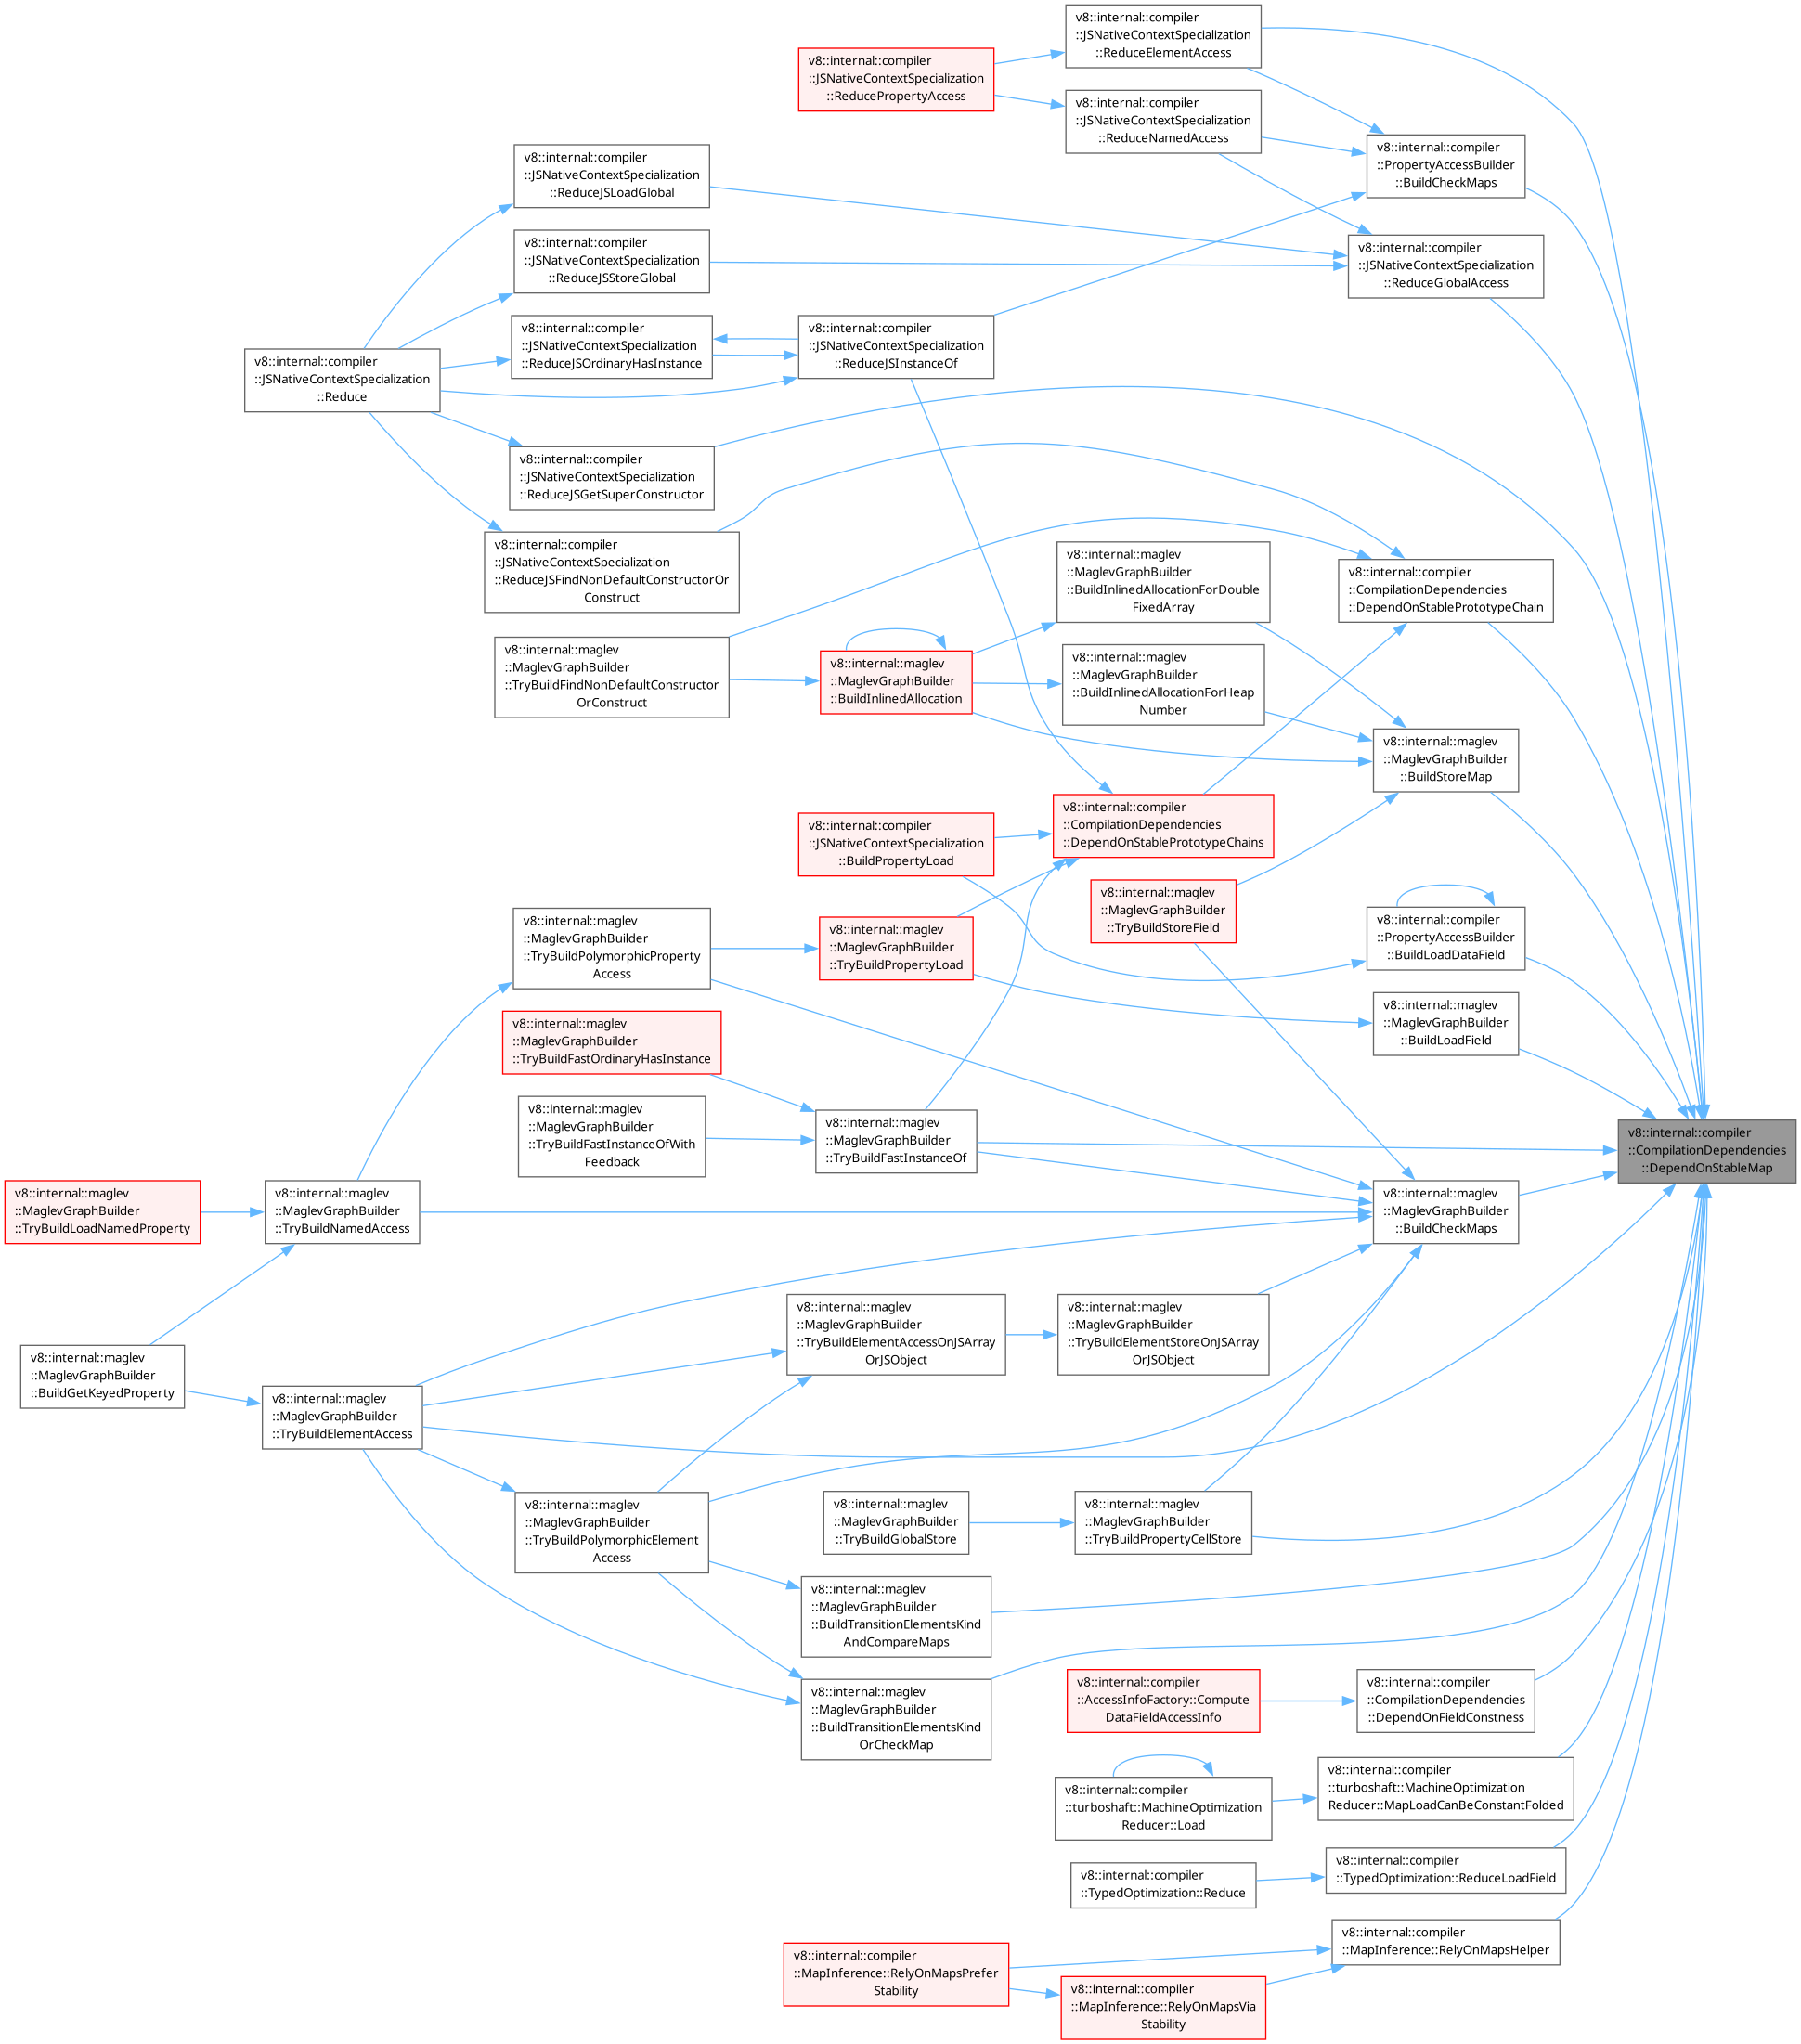 v8::internal::compiler
::JSNativeContextSpecialization
::ReduceElementAccess
v8::internal::compiler
::JSNativeContextSpecialization
::ReducePropertyAccess
v8::internal::compiler
::JSNativeContextSpecialization
::ReduceNamedAccess
v8::internal::compiler
::PropertyAccessBuilder
::BuildCheckMaps
v8::internal::compiler
::JSNativeContextSpecialization
::ReduceJSLoadGlobal
v8::internal::compiler
::JSNativeContextSpecialization
::ReduceJSStoreGlobal
v8::internal::compiler
::JSNativeContextSpecialization
::ReduceGlobalAccess
v8::internal::compiler
::JSNativeContextSpecialization
::ReduceJSOrdinaryHasInstance
v8::internal::compiler
::JSNativeContextSpecialization
::ReduceJSInstanceOf
v8::internal::compiler
::JSNativeContextSpecialization
::Reduce
v8::internal::compiler
::JSNativeContextSpecialization
::ReduceJSGetSuperConstructor
v8::internal::compiler
::JSNativeContextSpecialization
::ReduceJSFindNonDefaultConstructorOr
Construct
v8::internal::maglev
::MaglevGraphBuilder
::BuildInlinedAllocationForDouble
FixedArray
v8::internal::compiler
::CompilationDependencies
::DependOnStablePrototypeChain
v8::internal::maglev
::MaglevGraphBuilder
::TryBuildFindNonDefaultConstructor
OrConstruct
v8::internal::maglev
::MaglevGraphBuilder
::BuildInlinedAllocation
v8::internal::maglev
::MaglevGraphBuilder
::BuildInlinedAllocationForHeap
Number
v8::internal::maglev
::MaglevGraphBuilder
::BuildStoreMap
v8::internal::compiler
::CompilationDependencies
::DependOnStablePrototypeChains
v8::internal::compiler
::JSNativeContextSpecialization
::BuildPropertyLoad
v8::internal::maglev
::MaglevGraphBuilder
::TryBuildStoreField
v8::internal::compiler
::PropertyAccessBuilder
::BuildLoadDataField
v8::internal::maglev
::MaglevGraphBuilder
::TryBuildPolymorphicProperty
Access
v8::internal::maglev
::MaglevGraphBuilder
::TryBuildPropertyLoad
v8::internal::maglev
::MaglevGraphBuilder
::BuildLoadField
v8::internal::maglev
::MaglevGraphBuilder
::TryBuildFastOrdinaryHasInstance
v8::internal::maglev
::MaglevGraphBuilder
::TryBuildFastInstanceOfWith
Feedback
v8::internal::maglev
::MaglevGraphBuilder
::TryBuildFastInstanceOf
v8::internal::compiler
::CompilationDependencies
::DependOnStableMap
v8::internal::maglev
::MaglevGraphBuilder
::TryBuildLoadNamedProperty
v8::internal::maglev
::MaglevGraphBuilder
::TryBuildNamedAccess
v8::internal::maglev
::MaglevGraphBuilder
::BuildCheckMaps
v8::internal::maglev
::MaglevGraphBuilder
::TryBuildElementAccessOnJSArray
OrJSObject
v8::internal::maglev
::MaglevGraphBuilder
::TryBuildElementStoreOnJSArray
OrJSObject
v8::internal::maglev
::MaglevGraphBuilder
::BuildGetKeyedProperty
v8::internal::maglev
::MaglevGraphBuilder
::TryBuildElementAccess
v8::internal::maglev
::MaglevGraphBuilder
::TryBuildPolymorphicElement
Access
v8::internal::maglev
::MaglevGraphBuilder
::TryBuildGlobalStore
v8::internal::maglev
::MaglevGraphBuilder
::TryBuildPropertyCellStore
v8::internal::maglev
::MaglevGraphBuilder
::BuildTransitionElementsKind
AndCompareMaps
v8::internal::maglev
::MaglevGraphBuilder
::BuildTransitionElementsKind
OrCheckMap
v8::internal::compiler
::AccessInfoFactory::Compute
DataFieldAccessInfo
v8::internal::compiler
::CompilationDependencies
::DependOnFieldConstness
v8::internal::compiler
::turboshaft::MachineOptimization
Reducer::Load
v8::internal::compiler
::turboshaft::MachineOptimization
Reducer::MapLoadCanBeConstantFolded
v8::internal::compiler
::TypedOptimization::Reduce
v8::internal::compiler
::TypedOptimization::ReduceLoadField
v8::internal::compiler
::MapInference::RelyOnMapsHelper
v8::internal::compiler
::MapInference::RelyOnMapsPrefer
Stability
v8::internal::compiler
::MapInference::RelyOnMapsVia
Stability